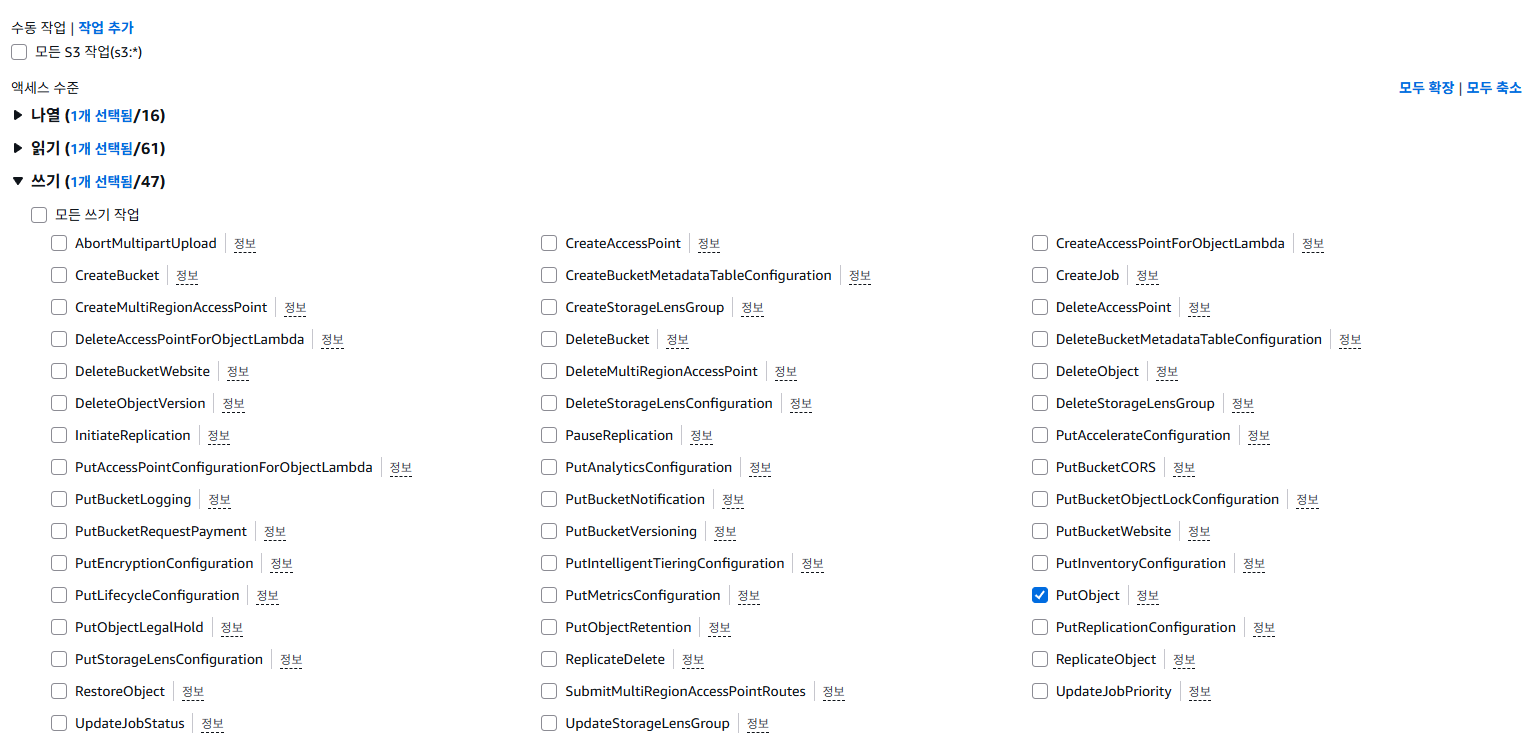 수동 작업 | 작업 추가
모든 S3 작업(s3:*)
액세스 수준 모두 확장 | 모두 축소
나열 (1개 선택됨/16)
읽기 (1개 선택됨/61)
쓰기 (1개 선택됨/47)
모든 쓰기 작업
AbortMultipartUpload 정보 CreateAccessPoint 정보 CreateAccessPointForObjectLambda 정보
CreateBucket 정보 CreateBucketMetadataTableConfiguration 정보 CreateJob 정보
CreateMultiRegionAccessPoint 정보 CreateStorageLensGroup 정보 DeleteAccessPoint 정보
DeleteAccessPointForObjectLambda 정보 DeleteBucket 정보 DeleteBucketMetadataTableConfiguration 정보
DeleteBucketWebsite 정보 DeleteMultiRegionAccessPoint 정보 DeleteObject 정보
DeleteObjectVersion 정보 DeleteStorageLensConfiguration 정보 DeleteStorageLensGroup 정보
InitiateReplication 정보 PauseReplication 정보 PutAccelerateConfiguration 정보
PutAccessPointConfigurationForObjectLambda 정보 PutAnalyticsConfiguration 정보 PutBucketCORS 정보
PutBucketLogging 정보 PutBucketNotification 정보 PutBucketObjectLockConfiguration 정보
PutBucketRequestPayment 정보 PutBucketVersioning 정보 PutBucketWebsite 정보
PutEncryptionConfiguration 정보 PutIntelligentTieringConfiguration 정보 PutInventoryConfiguration 정보
PutLifecycleConfiguration 정보 PutMetricsConfiguration 정보 PutObject 정보
PutObjectLegalHold 정보 PutObjectRetention 정보 PutReplicationConfiguration 정보
PutStorageLensConfiguration 정보 ReplicateDelete 정보 ReplicateObject 정보
RestoreObject 정보 SubmitMultiRegionAccessPointRoutes 정보 UpdateJobPriority 정보
UpdateJobStatus 정보 UpdateStorageLensGroup 정보